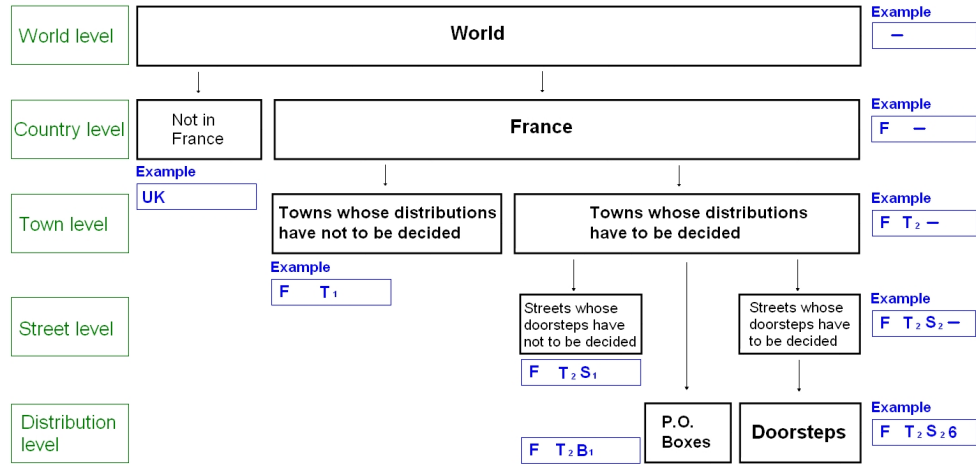 World level
World
Example
–
Country level
Not in
France
France
Example
F –
Example
UK
Town level
Towns whose distributions
have not to be decided
Towns whose distributions
have to be decided
Example
F T₂ –
Example
F T₁
Street level
Streets whose
doorsteps have
not to be decided
Streets whose
doorsteps have
to be decided
Example
F T₂ S₂ –
F T₂ S₁
Distribution
level
F T₂ B₁
P.O.
Boxes
Doorsteps
Example
F T₂ S₂ 6